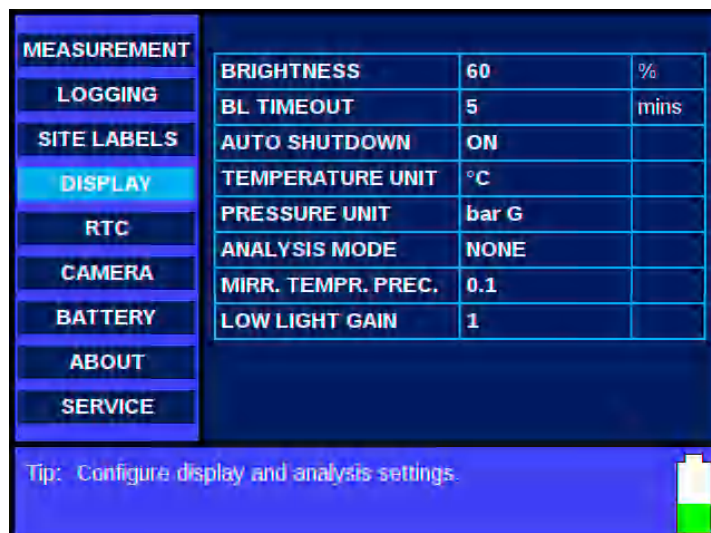 MEASUREMENT
LOGGING
SITE LABELS
DISPLAY
RTC
CAMERA
BATTERY
ABOUT
SERVICE
BRIGHTNESS 60 %
BL TIMEOUT 5 mins
AUTO SHUTDOWN ON
TEMPERATURE UNIT °C
PRESSURE UNIT bar G
ANALYSIS MODE NONE
MIRR. TEMPR. PREC. 0.1
LOW LIGHT GAIN 1
Tip: Configure display and analysis settings.